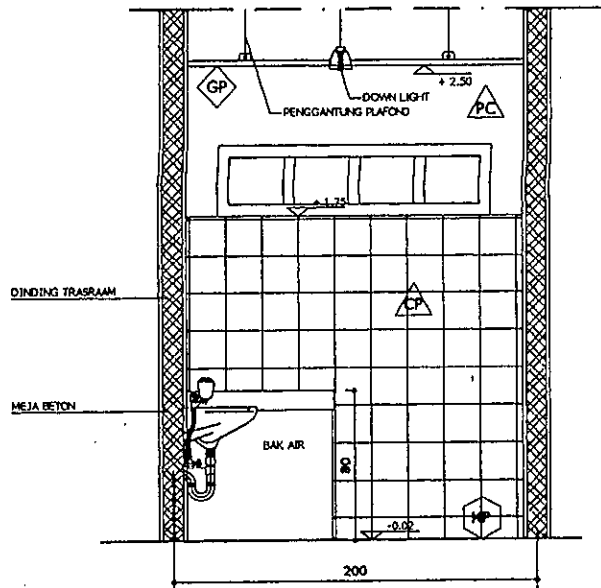 GP
DOWN LIGHT
+ 2.50
PENGGANTUNG PLAFOND
PC
+ 1.75
DINDING TRASRAAM
CP
MEJA BETON
BAK AIR
80
-0.02
200